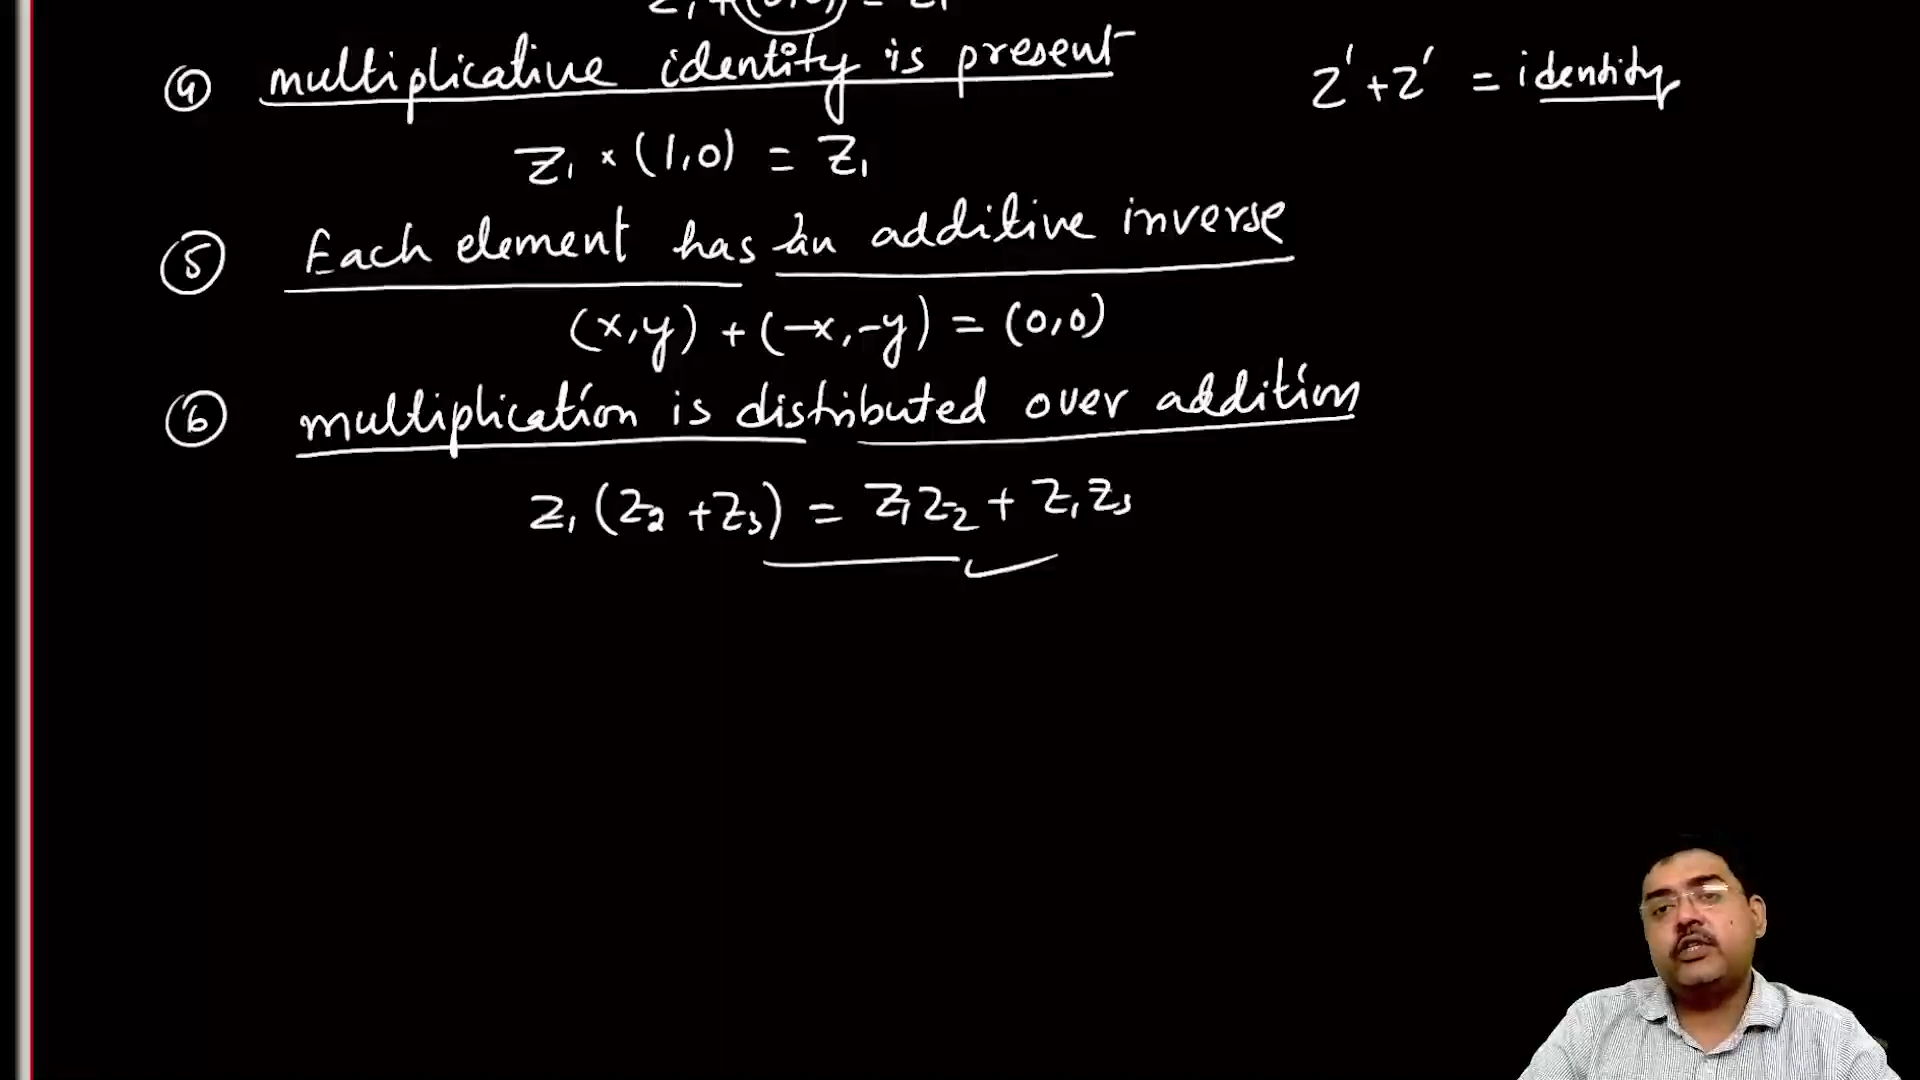 ④ multiplicative identity is present
z' + z' = identity
z₁ × (1,0) = z₁
⑤ Each element has an additive inverse
(x,y) + (-x,-y) = (0,0)
⑥ multiplication is distributed over addition
z₁ (z₂ + z₃) = z₁z₂ + z₁z₃